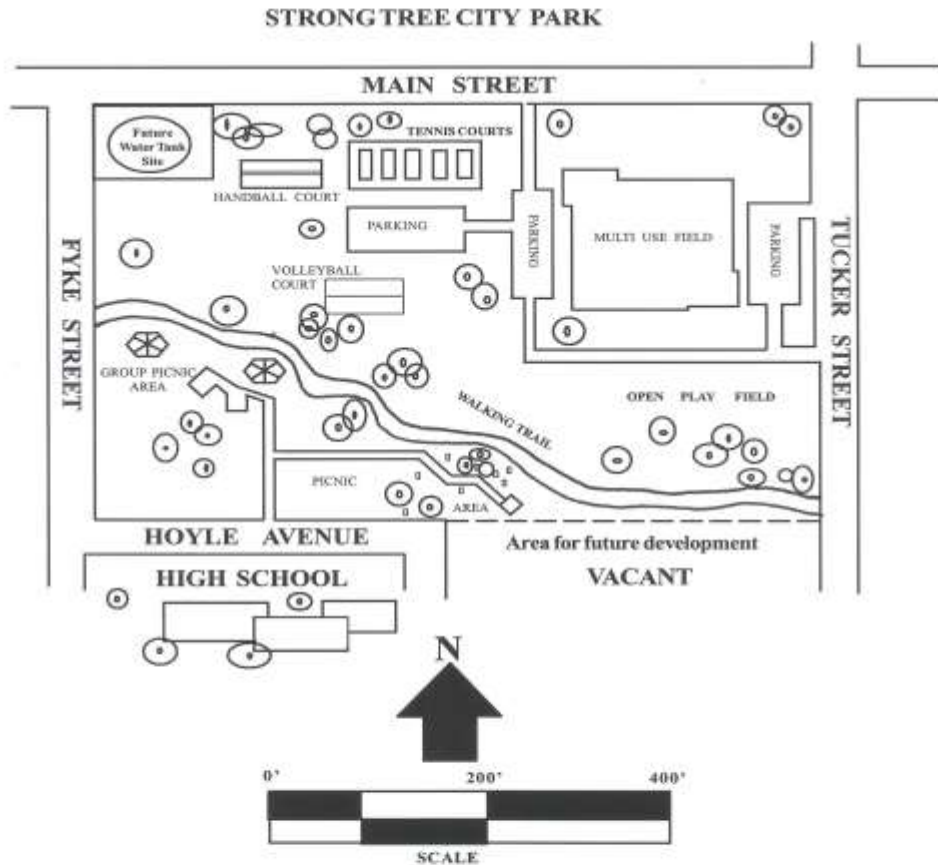 STRONG TREE CITY PARK
MAIN STREET
Future
Water Tank
Site
TENNIS COURTS
HANDBALL COURT
PARKING
PARKING
MULTI USE FIELD
PARKING
FYKE STREET
TUCKER STREET
VOLLEYBALL
COURT
GROUP PICNIC
AREA
WALKING TRAIL
OPEN PLAY FIELD
PICNIC
AREA
HOYLE AVENUE
Area for future development
HIGH SCHOOL
VACANT
N
0' 200' 400'
SCALE